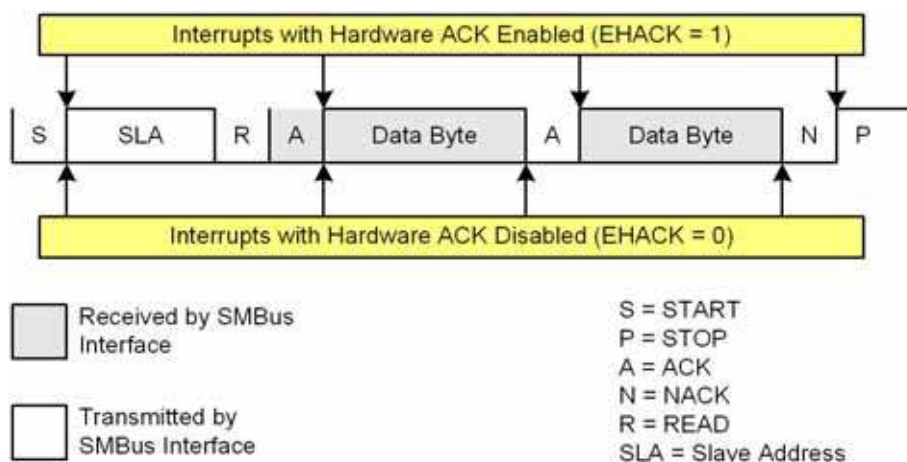 Interrupts with Hardware ACK Enabled (EHACK = 1)
S SLA R A Data Byte A Data Byte N P
Interrupts with Hardware ACK Disabled (EHACK = 0)
Received by SMBus
Interface
Transmitted by
SMBus Interface
S = START
P = STOP
A = ACK
N = NACK
R = READ
SLA = Slave Address